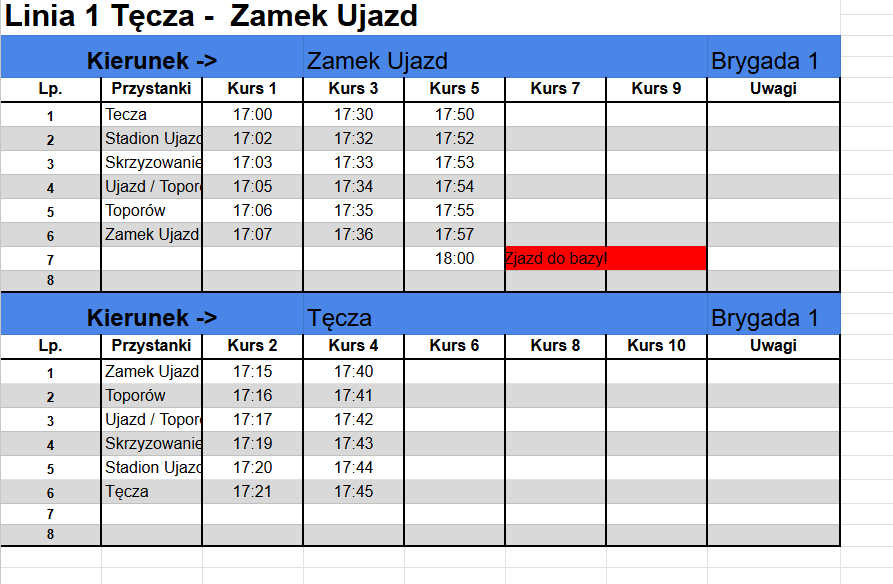 Linia 1 Tęcza - Zamek Ujazd
Kierunek -> Zamek Ujazd Brygada 1
Lp. Przystanki Kurs 1 Kurs 3 Kurs 5 Kurs 7 Kurs 9 Uwagi
1 Tecza 17:00 17:30 17:50
2 Stadion Ujazd 17:02 17:32 17:52
3 Skrzyzowanie 17:03 17:33 17:53
4 Ujazd / Topor 17:05 17:34 17:54
5 Toporów 17:06 17:35 17:55
6 Zamek Ujazd 17:07 17:36 17:57
7 18:00 Zjazd do bazy!
8
Kierunek -> Tęcza Brygada 1
Lp. Przystanki Kurs 2 Kurs 4 Kurs 6 Kurs 8 Kurs 10 Uwagi
1 Zamek Ujazd 17:15 17:40
2 Toporów 17:16 17:41
3 Ujazd / Topor 17:17 17:42
4 Skrzyzowanie 17:19 17:43
5 Stadion Ujazd 17:20 17:44
6 Tęcza 17:21 17:45
7
8